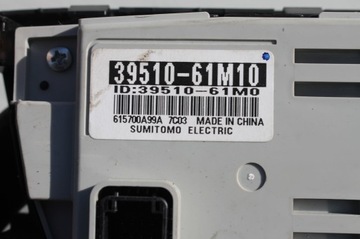 39510-61M10
ID:39510-61M0
615700A99A 7C03 MADE IN CHINA
SUMITOMO ELECTRIC